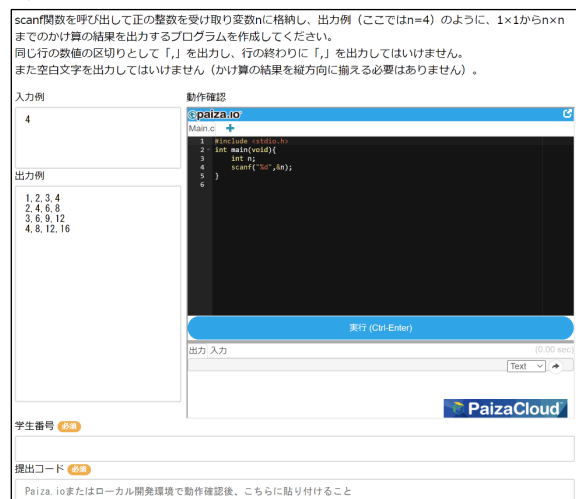 scanf関数を呼び出して正の整数を受け取り変数nに格納し、出力例（ここではn=4）のように、1×1からn×n
までのかけ算の結果を出力するプログラムを作成してください。
同じ行の数値の区切りとして「,」を出力し、行の終わりに「,」を出力してはいけません。
また空白文字を出力してはいけません（かけ算の結果を縦方向に揃える必要はありません）。
入力例
動作確認
4
paiza.io
Main.c +
1 #include <stdio.h>
2 int main(void){
3 int n;
4 scanf("%d",&n);
5 }
6
出力例
1,2,3,4
2,4,6,8
3,6,9,12
4,8,12,16
実行 (Ctrl-Enter)
出力 入力 (0.00 sec)
Text
PaizaCloud
学生番号 必須
提出コード 必須
Paiza.ioまたはローカル開発環境で動作確認後、こちらに貼り付けること